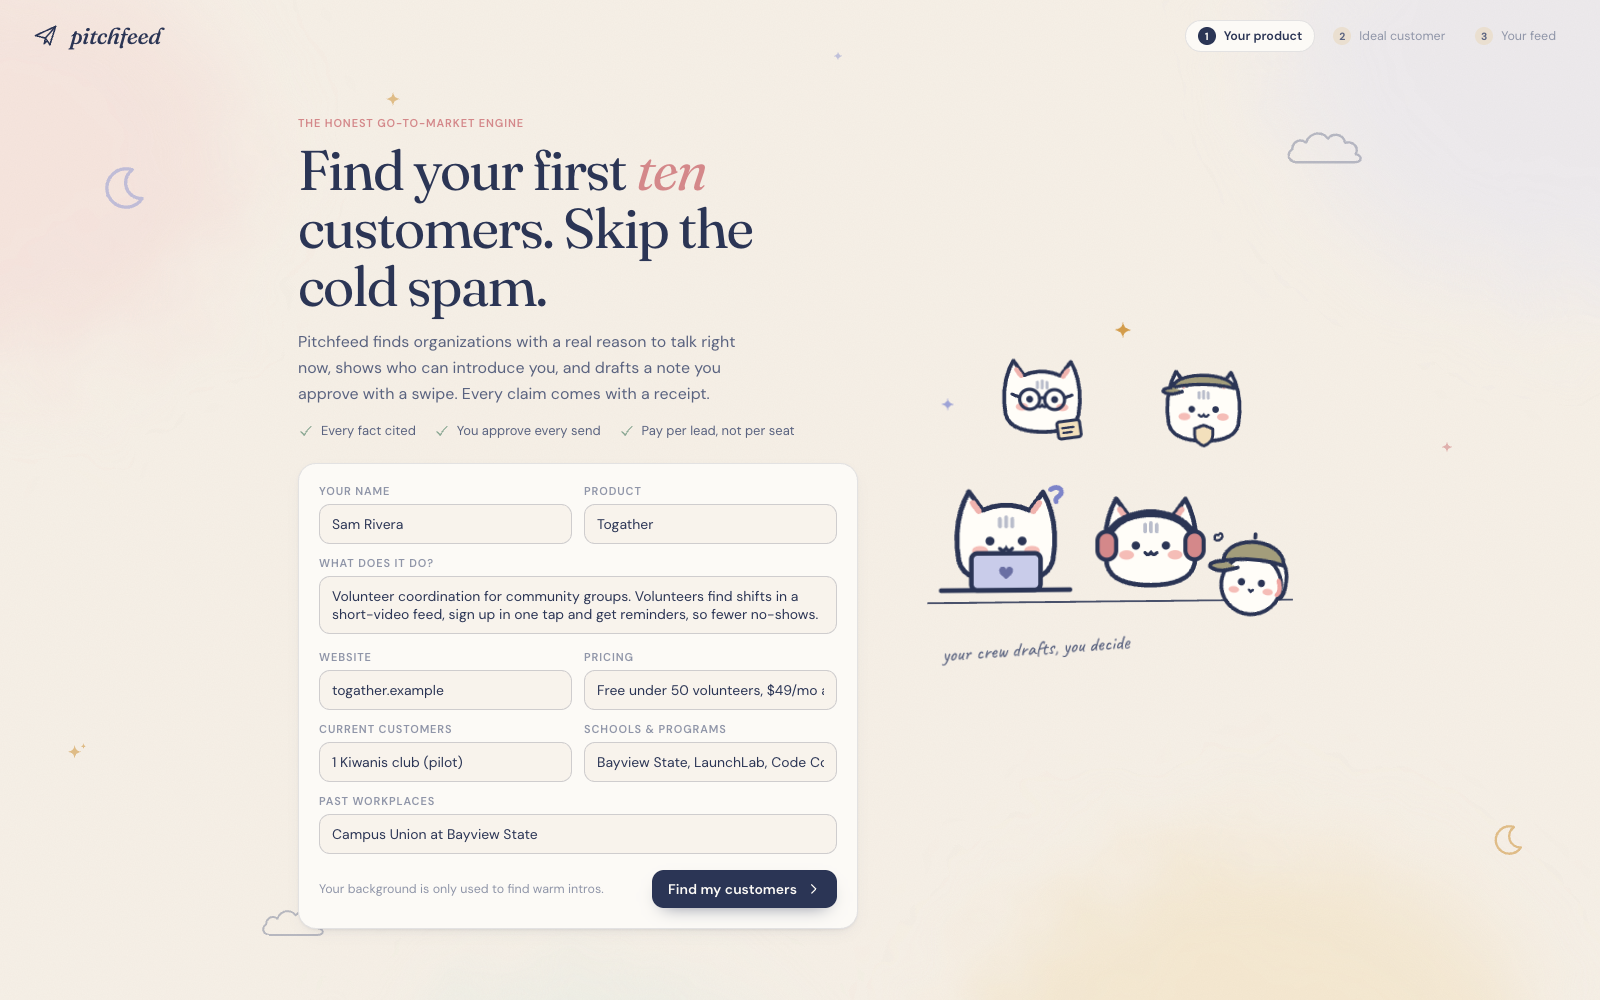 pitchfeed
1 Your product
2 Ideal customer
3 Your feed
THE HONEST GO-TO-MARKET ENGINE
Find your first ten
customers. Skip the
cold spam.
Pitchfeed finds organizations with a real reason to talk right
now, shows who can introduce you, and drafts a note you
approve with a swipe. Every claim comes with a receipt.
Every fact cited
You approve every send
Pay per lead, not per seat
YOUR NAME
Sam Rivera
PRODUCT
Togather
WHAT DOES IT DO?
Volunteer coordination for community groups. Volunteers find shifts in a
short-video feed, sign up in one tap and get reminders, so fewer no-shows.
WEBSITE
togather.example
PRICING
Free under 50 volunteers, $49/mo
CURRENT CUSTOMERS
1 Kiwanis club (pilot)
SCHOOLS & PROGRAMS
Bayview State, LaunchLab, Code
PAST WORKPLACES
Campus Union at Bayview State
Your background is only used to find warm intros.
Find my customers
?
your crew drafts, you decide